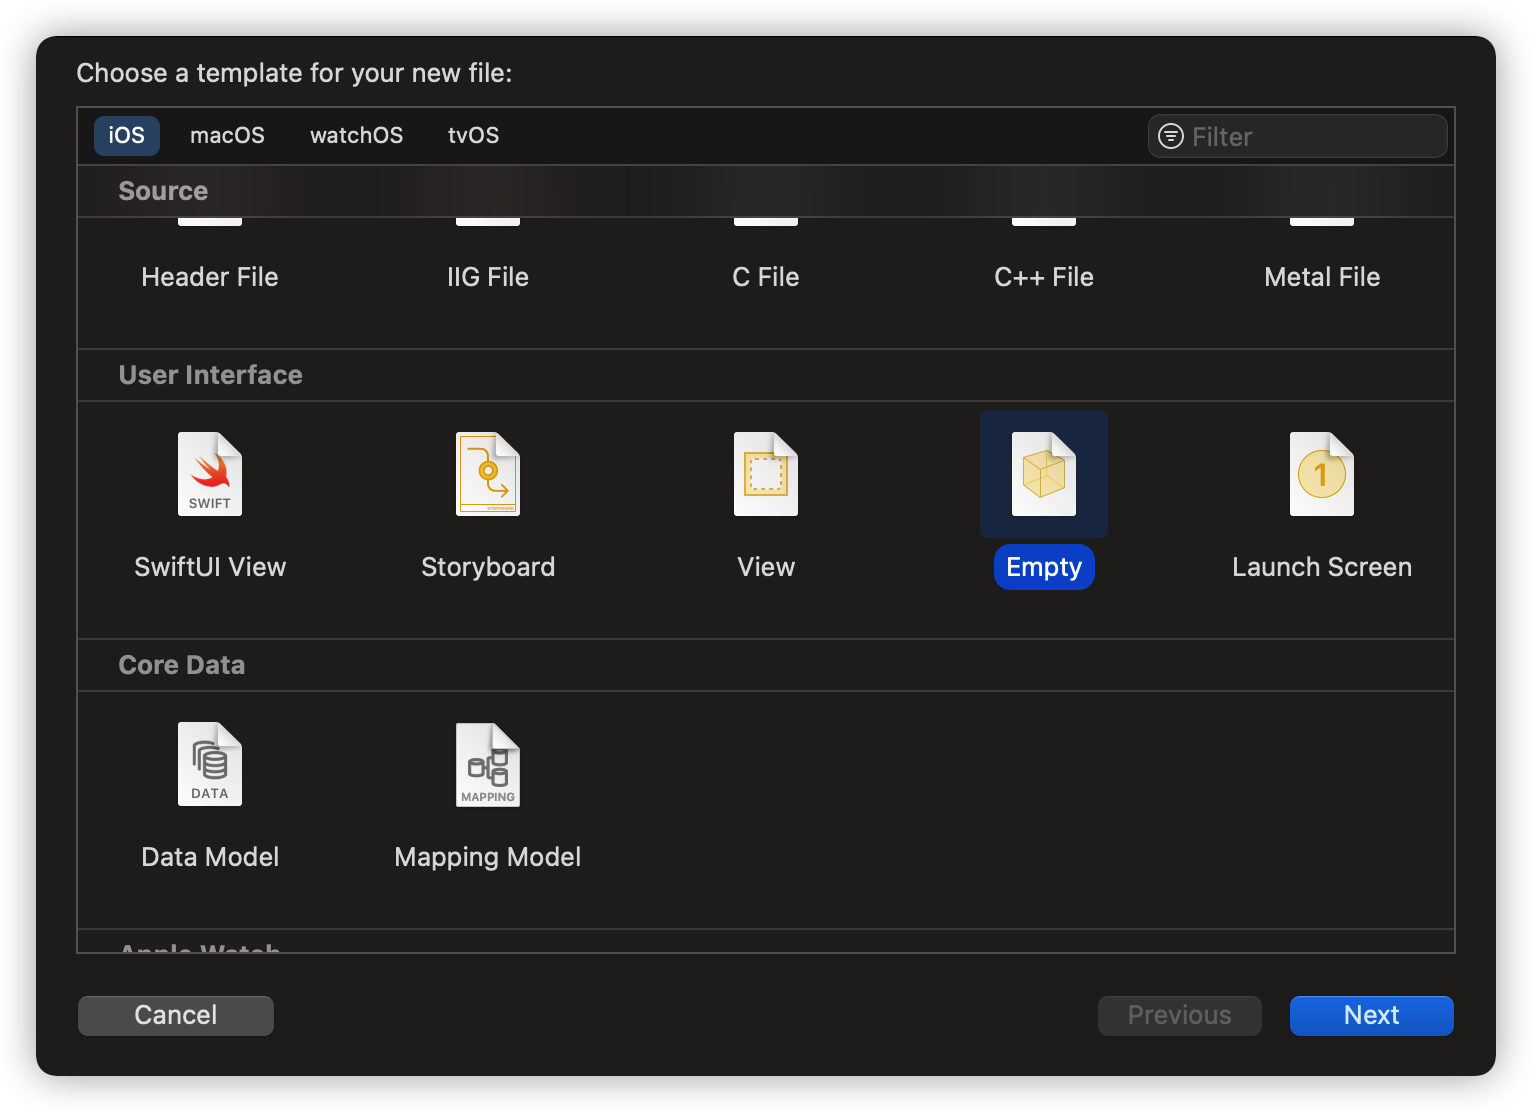 Choose a template for your new file:
iOS macOS watchOS tvOS Filter
Source
Header File IIG File C File C++ File Metal File
User Interface
SWIFT
1
SwiftUI View Storyboard View Empty Launch Screen
Core Data
DATA MAPPING
Data Model Mapping Model
Apple Watch
Cancel Previous Next